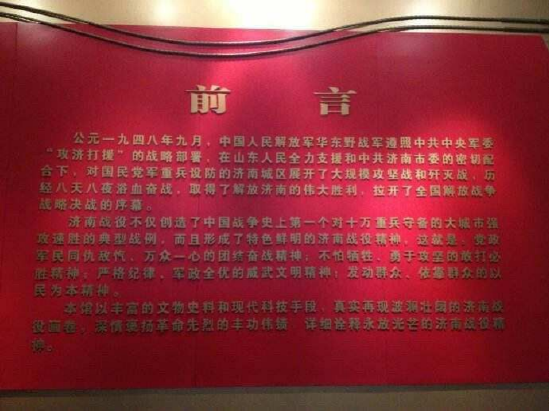 前言
公元一九四八年九月，中国人民解放军华东野战军遵照中共中央军委
“攻济打援”的战略部署，在山东人民全力支援和中共济南市委的密切配
合下，对国民党军重兵设防的济南城区展开了大规模攻坚战和歼灭战，历
经八天八夜浴血奋战，取得了解放济南的伟大胜利，拉开了全国解放战争
战略决战的序幕。
济南战役不仅创造了中国战争史上第一个对十万重兵守备的大城市强
攻速胜的典型战例，而且形成了特色鲜明的济南战役精神，这就是：党政
军民同仇敌忾、万众一心的团结奋战精神；不怕牺牲、勇于攻坚的敢打必
胜精神；严格纪律、军政全优的威武文明精神；发动群众、依靠群众的以
民为本精神。
本馆以丰富的文物史料和现代科技手段，真实再现波澜壮阔的济南战
役画卷，深情褒扬革命先烈的丰功伟绩 详细诠释永放光芒的济南战役精
神。